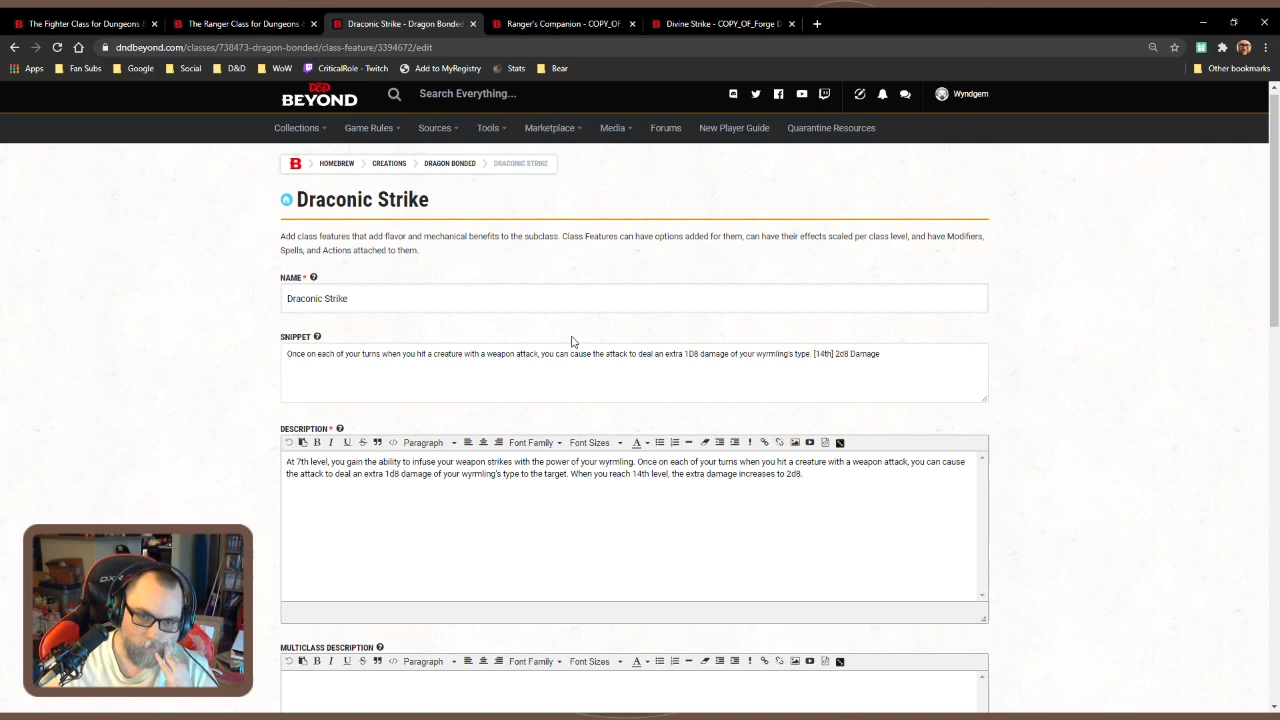 The Fighter Class for Dungeons &
The Ranger Class for Dungeons &
Draconic Strike - Dragon Bonded
Ranger's Companion - COPY_OF
Divine Strike - COPY_OF_Forge D
dndbeyond.com/classes/738473-dragon-bonded/class-feature/3394672/edit
Apps
Fan Subs
Google
Social
D&D
WoW
CriticalRole - Twitch
Add to MyRegistry
Stats
Bear
Other bookmarks
D&D
BEYOND
Search Everything...
Wyndgem
Collections
Game Rules
Sources
Tools
Marketplace
Media
Forums
New Player Guide
Quarantine Resources
HOMEBREW
CREATIONS
DRAGON BONDED
DRACONIC STRIKE
Draconic Strike
Add class features that add flavor and mechanical benefits to the subclass. Class Features can have options added for them, can have their effects scaled per class level, and have Modifiers,
Spells, and Actions attached to them.
NAME *
Draconic Strike
SNIPPET
Once on each of your turns when you hit a creature with a weapon attack, you can cause the attack to deal an extra 1D8 damage of your wyrmling's type. [14th] 2d8 Damage
DESCRIPTION *
Paragraph
Font Family
Font Sizes
At 7th level, you gain the ability to infuse your weapon strikes with the power of your wyrmling. Once on each of your turns when you hit a creature with a weapon attack, you can cause
the attack to deal an extra 1d8 damage of your wyrmling's type to the target. When you reach 14th level, the extra damage increases to 2d8.
MULTICLASS DESCRIPTION
Paragraph
Font Family
Font Sizes